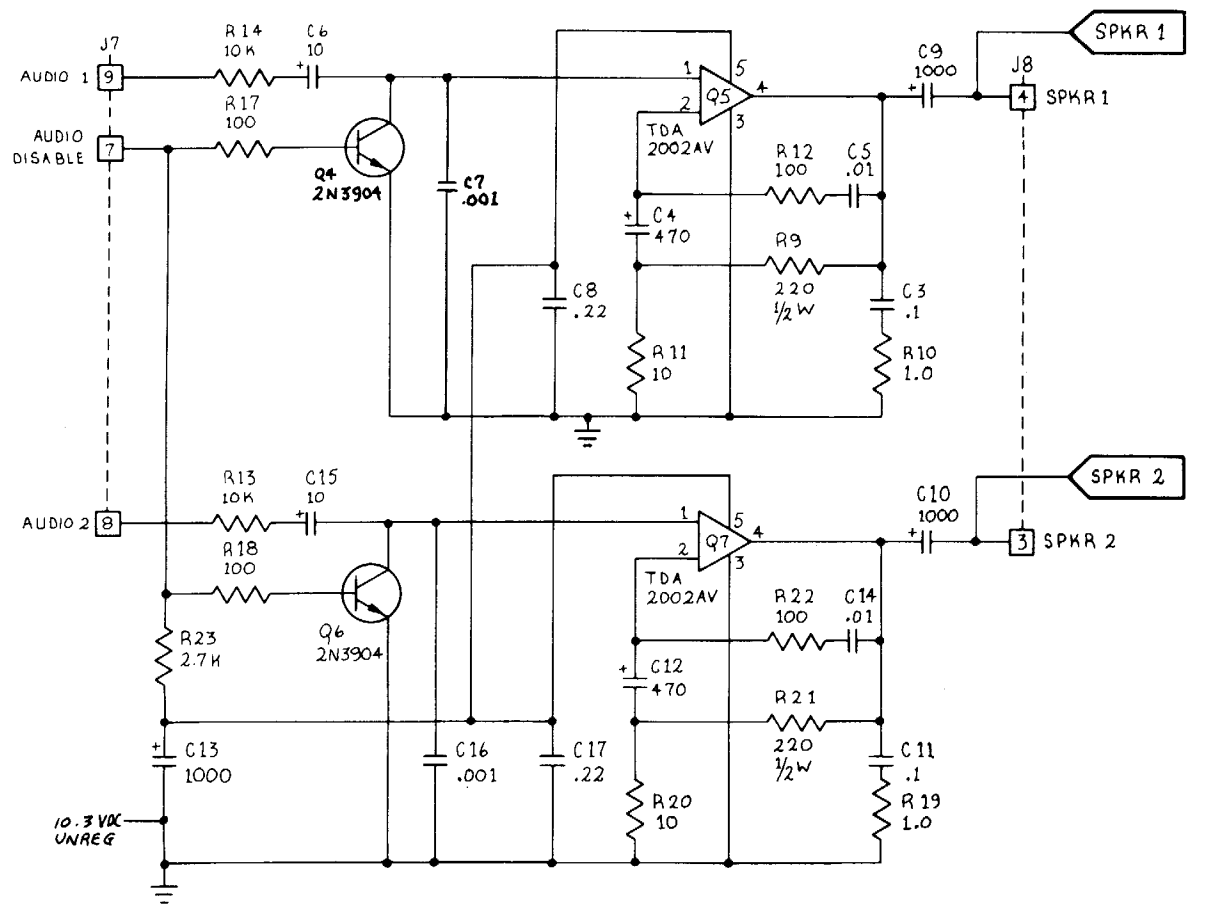 J7
R14
10K
C6
+
10
AUDIO 1
9
R17
100
AUDIO
DISABLE
7
Q4
2N3904
C7
.001
1
2
5
Q5
4
3
TDA
2002AV
C9
1000
+
SPKR 1
J8
4
SPKR 1
R12
100
C5
.01
+
C4
470
R9
220
1/2 W
C8
.22
C3
.1
R11
10
R10
1.0
R13
10K
C15
+
10
AUDIO 2
8
R18
100
Q6
2N3904
R23
2.7K
1
2
5
Q7
4
3
TDA
2002AV
C10
1000
+
SPKR 2
3
SPKR 2
R22
100
C14
.01
+
C12
470
R21
220
1/2 W
+
C13
1000
C16
.001
C17
.22
C11
.1
R20
10
R19
1.0
10.3 VDC
UNREG